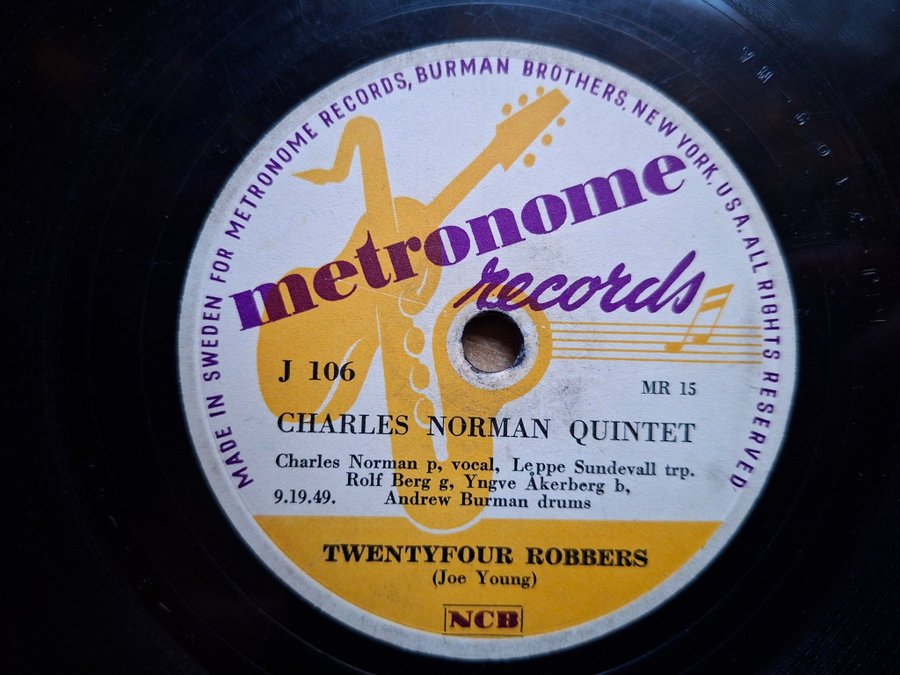 MADE IN SWEDEN FOR METRONOME RECORDS, BURMAN BROTHERS, NEW YORK, USA. ALL RIGHTS RESERVED
metronome
records
J 106
MR 15
CHARLES NORMAN QUINTET
Charles Norman p, vocal, Leppe Sundevall trp.
Rolf Berg g, Yngve Åkerberg b,
9.19.49. Andrew Burman drums
TWENTYFOUR ROBBERS
(Joe Young)
NCB